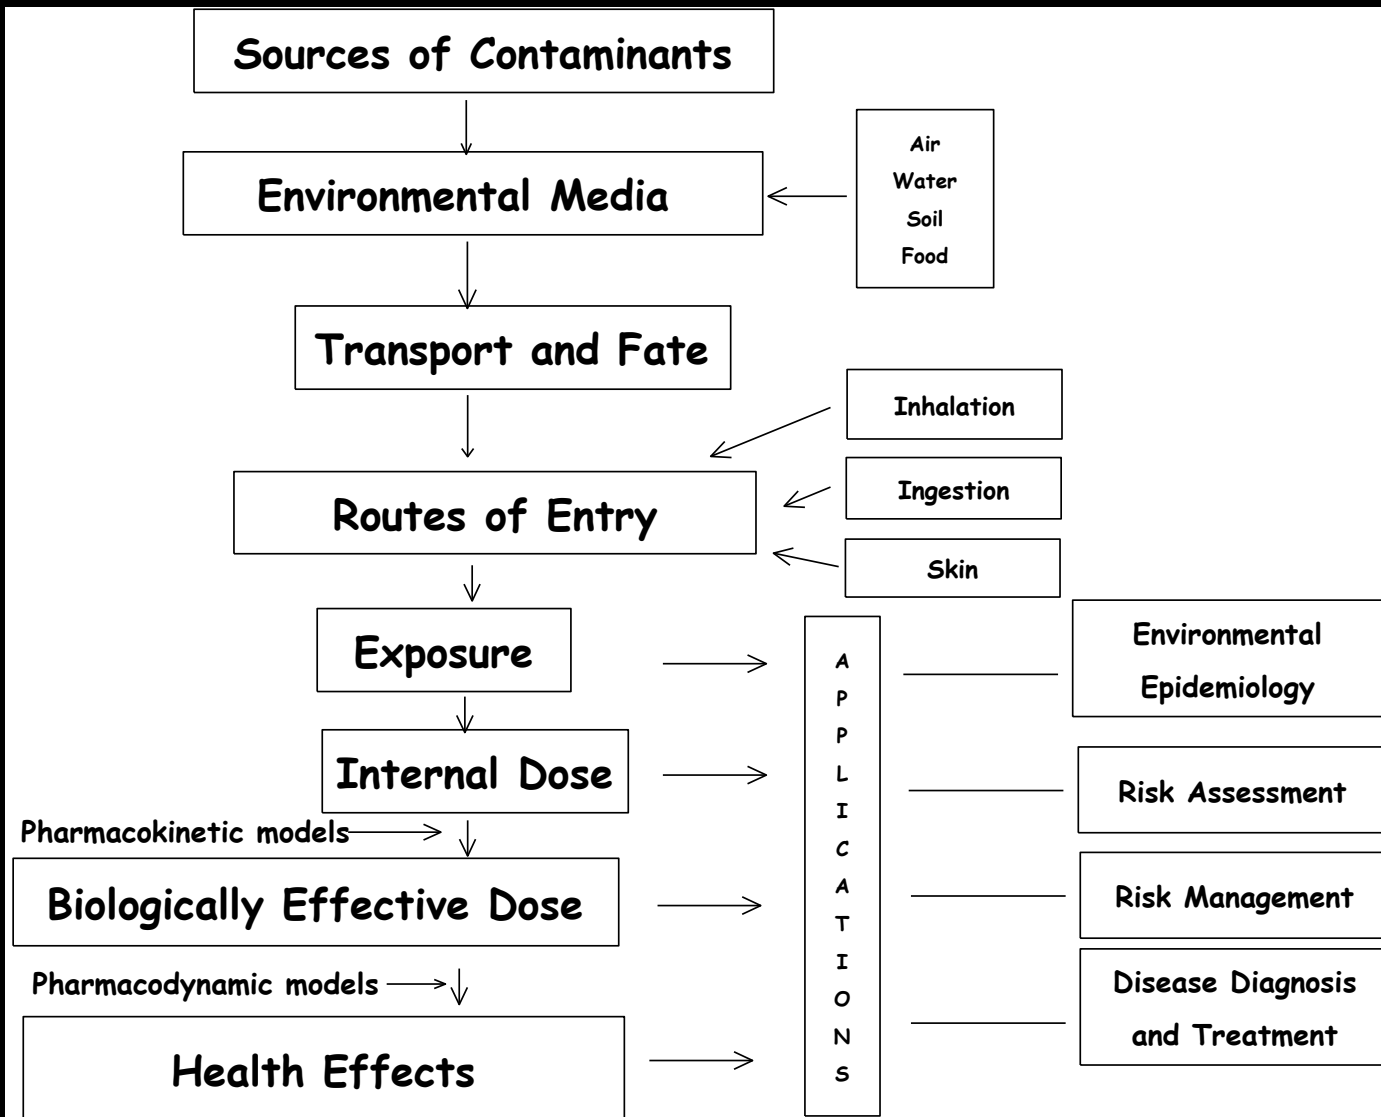 Sources of Contaminants
Environmental Media
Air
Water
Soil
Food
Transport and Fate
Inhalation
Routes of Entry
Ingestion
Skin
Exposure
Internal Dose
Pharmacokinetic models
Biologically Effective Dose
Pharmacodynamic models
Health Effects
A
P
P
L
I
C
A
T
I
O
N
S
Environmental
Epidemiology
Risk Assessment
Risk Management
Disease Diagnosis
and Treatment